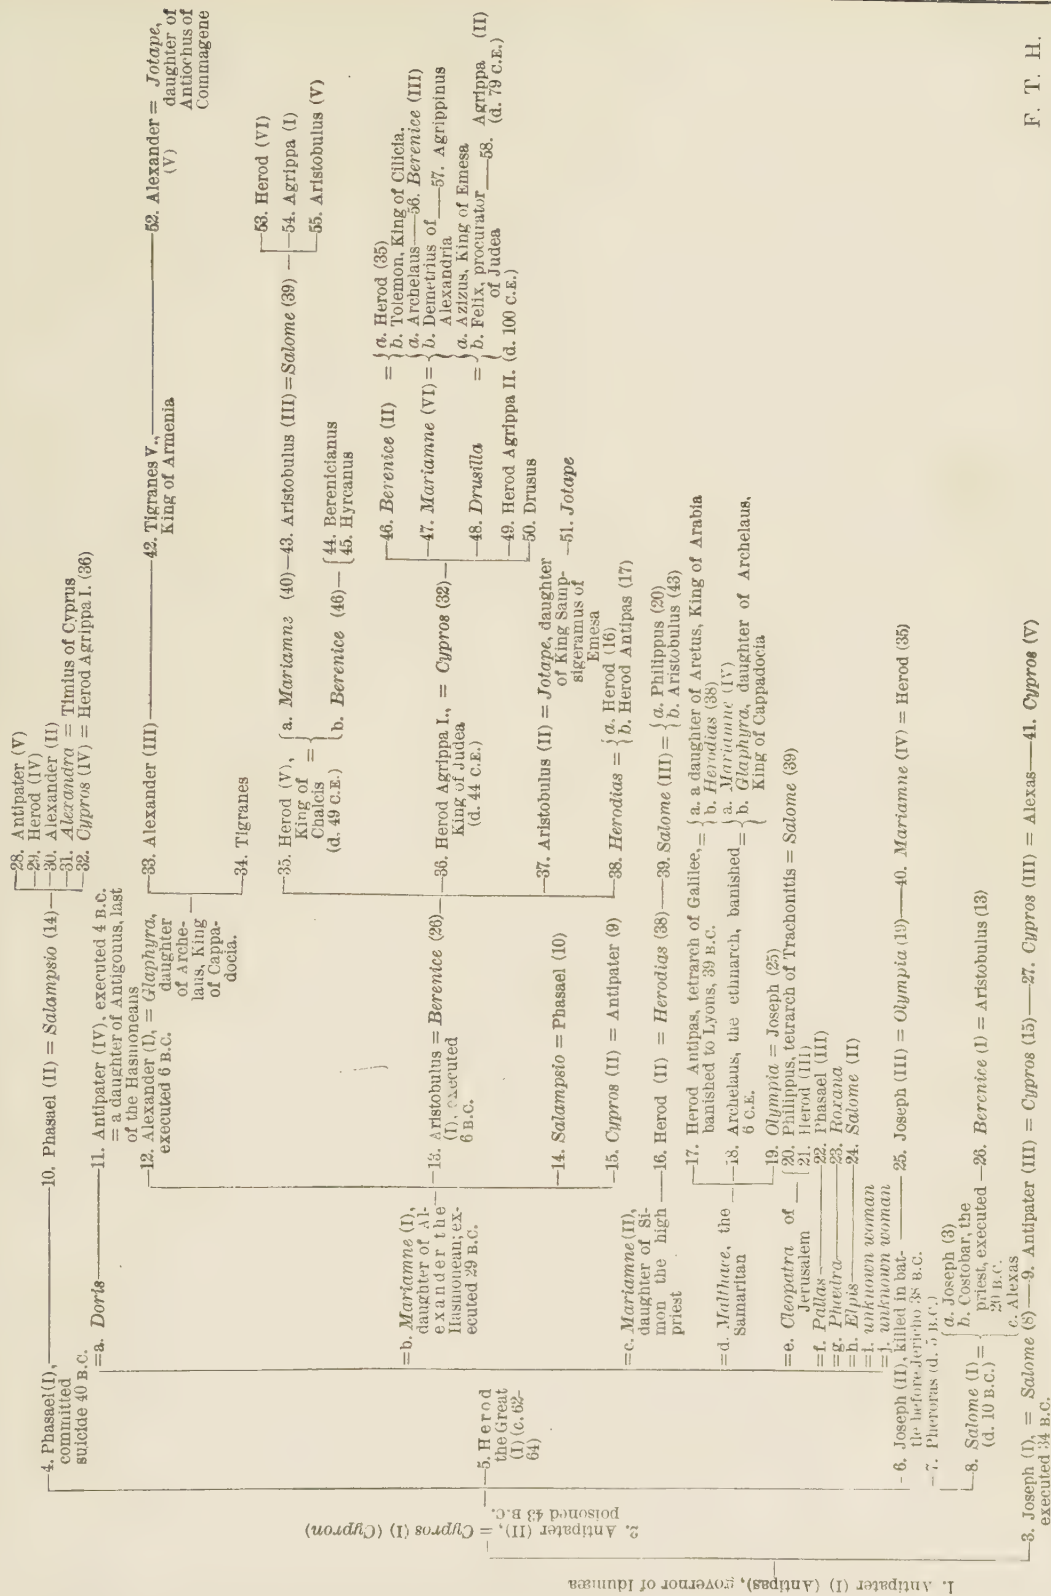 1. Antipater (I) (Antipas), governor of Idumæa
2. Antipater (II), = Cypros (I) (Cypron)
poisoned 43 B.C.
3. Joseph (I), = Salome (8)
executed 34 B.C.
4. Phasael (I),
committed
suicide 40 B.C.
5. Herod
the Great
(I) (c. 62-
64)
6. Joseph (II), killed in bat-
tle before Jericho 38 B.C.
7. Pheroras (d. 5 B.C.)
8. Salome (I)
(d. 10 B.C.) =
a. Joseph (3)
b. Costobar, the
priest, executed
20 B.C.
c. Alexas
=a. Doris
=b. Mariamne (I),
daughter of Al-
exander the
Hasmonean; ex-
ecuted 29 B.C.
=c. Mariamne (II),
daughter of Si-
mon the high
priest
=d. Malthace, the
Samaritan
=e. Cleopatra of
Jerusalem
=f. Pallas
=g. Phædra
=h. Elpis
=i. unknown woman
=j. unknown woman
9. Antipater (III) = Cypros (15)
10. Phasael (II) = Salampsio (14)
11. Antipater (IV), executed 4 B.C.
= a daughter of Antigonus, last
of the Hasmoneans
12. Alexander (I), = Glaphyra,
executed 6 B.C.
daughter
of Arche-
laus, King
of Cappa-
docia.
13. Aristobulus = Berenice (26)
(I), executed
6 B.C.
14. Salampsio = Phasael (10)
15. Cypros (II) = Antipater (9)
16. Herod (II) = Herodias (38)
17. Herod Antipas, tetrarch of Galilee, =
banished to Lyons, 39 B.C.
a. a daughter of Aretus, King of Arabia
b. Herodias (38)
18. Archelaus, the ethnarch, banished =
6 C.E.
a. Mariamne (IV)
b. Glaphyra, daughter of Archelaus,
King of Cappadocia
19. Olympia = Joseph (25)
20. Philippus, tetrarch of Trachonitis = Salome (39)
21. Herod (III)
22. Phasael (III)
23. Roxana
24. Salome (II)
25. Joseph (III) = Olympia (19)
26. Berenice (I) = Aristobulus (13)
27. Cypros (III) = Alexas
28. Antipater (V)
29. Herod (IV)
30. Alexander (II)
31. Alexandra = Timius of Cyprus
32. Cypros (IV) = Herod Agrippa I. (36)
33. Alexander (III)
34. Tigranes
35. Herod (V),
King of
Chalcis
(d. 49 C.E.)
=
a. Mariamne (40)
b. Berenice (46)
36. Herod Agrippa I., = Cypros (32)
King of Judea
(d. 44 C.E.)
37. Aristobulus (II) = Jotape, daughter
of King Samp-
sigeramus of
Emesa
38. Herodias =
a. Herod (16)
b. Herod Antipas (17)
39. Salome (III) =
a. Philippus (20)
b. Aristobulus (43)
40. Mariamne (IV) = Herod (35)
41. Cypros (V)
42. Tigranes V.,
King of Armenia
43. Aristobulus (III) = Salome (39)
44. Berenicianus
45. Hyrcanus
46. Berenice (II) =
a. Herod (35)
b. Tolemon, King of Cilicia.
47. Mariamne (VI) =
a. Archelaus
b. Demetrius of
Alexandria
48. Drusilla =
a. Azizus, King of Emesa
b. Felix, procurator
of Judea
49. Herod Agrippa II. (d. 100 C.E.)
50. Drusus
51. Jotape
52. Alexander = Jotape,
(V)
daughter of
Antiochus of
Commagene
53. Herod (VI)
54. Agrippa (I)
55. Aristobulus (V)
56. Berenice (III)
57. Agrippinus
58. Agrippa (II)
(d. 79 C.E.)
F. T. H.